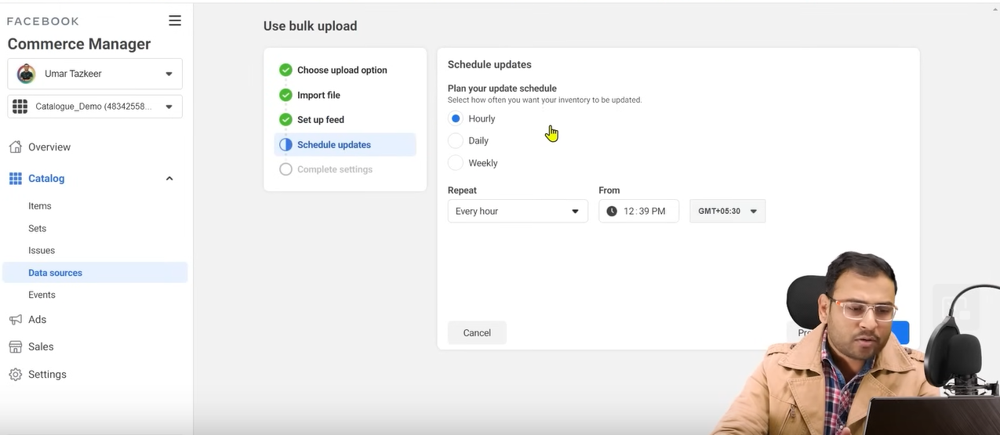 FACEBOOK
Commerce Manager
Umar Tazkeer
Catalogue_Demo (48342558...
Overview
Catalog
Items
Sets
Issues
Data sources
Events
Ads
Sales
Settings
Use bulk upload
Choose upload option
Import file
Set up feed
Schedule updates
Complete settings
Schedule updates
Plan your update schedule
Select how often you want your inventory to be updated.
Hourly
Daily
Weekly
Repeat
From
Every hour
12:39 PM
GMT+05:30
Cancel